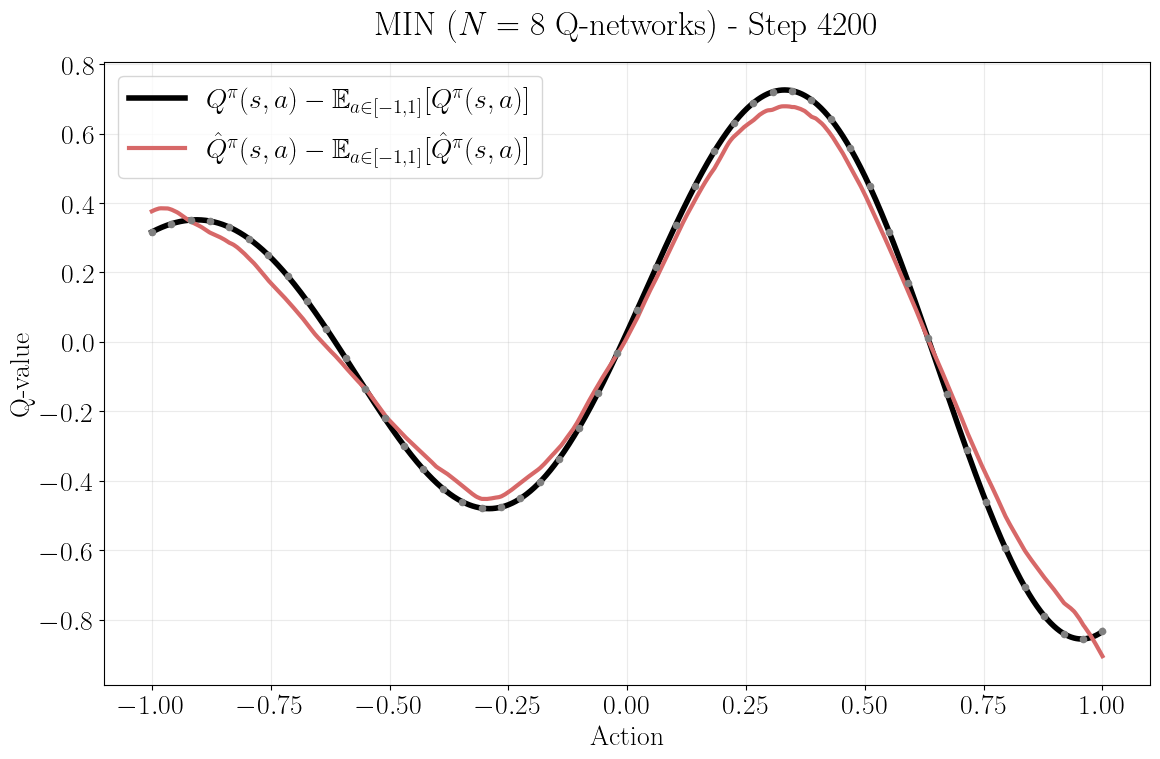 MIN (N = 8 Q-networks) - Step 4200
Q^π(s, a) − 𝔼_{a∈[−1,1]}[Q^π(s, a)]
Q̂^π(s, a) − 𝔼_{a∈[−1,1]}[Q̂^π(s, a)]
Q-value
0.8
0.6
0.4
0.2
0.0
−0.2
−0.4
−0.6
−0.8
−1.00 −0.75 −0.50 −0.25 0.00 0.25 0.50 0.75 1.00
Action